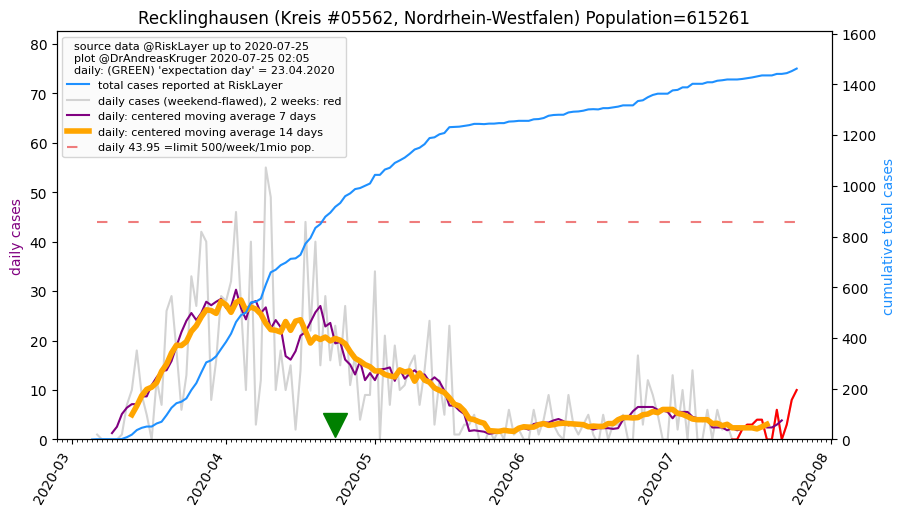 Recklinghausen (Kreis #05562, Nordrhein-Westfalen) Population=615261
source data @RiskLayer up to 2020-07-25
plot @DrAndreasKruger 2020-07-25 02:05
daily: (GREEN) 'expectation day' = 23.04.2020
total cases reported at RiskLayer
daily cases (weekend-flawed), 2 weeks: red
daily: centered moving average 7 days
daily: centered moving average 14 days
daily 43.95 =limit 500/week/1mio pop.
daily cases
80
70
60
50
40
30
20
10
0
1600
1400
1200
1000
800
600
400
200
0
cumulative total cases
2020-03
2020-04
2020-05
2020-06
2020-07
2020-08